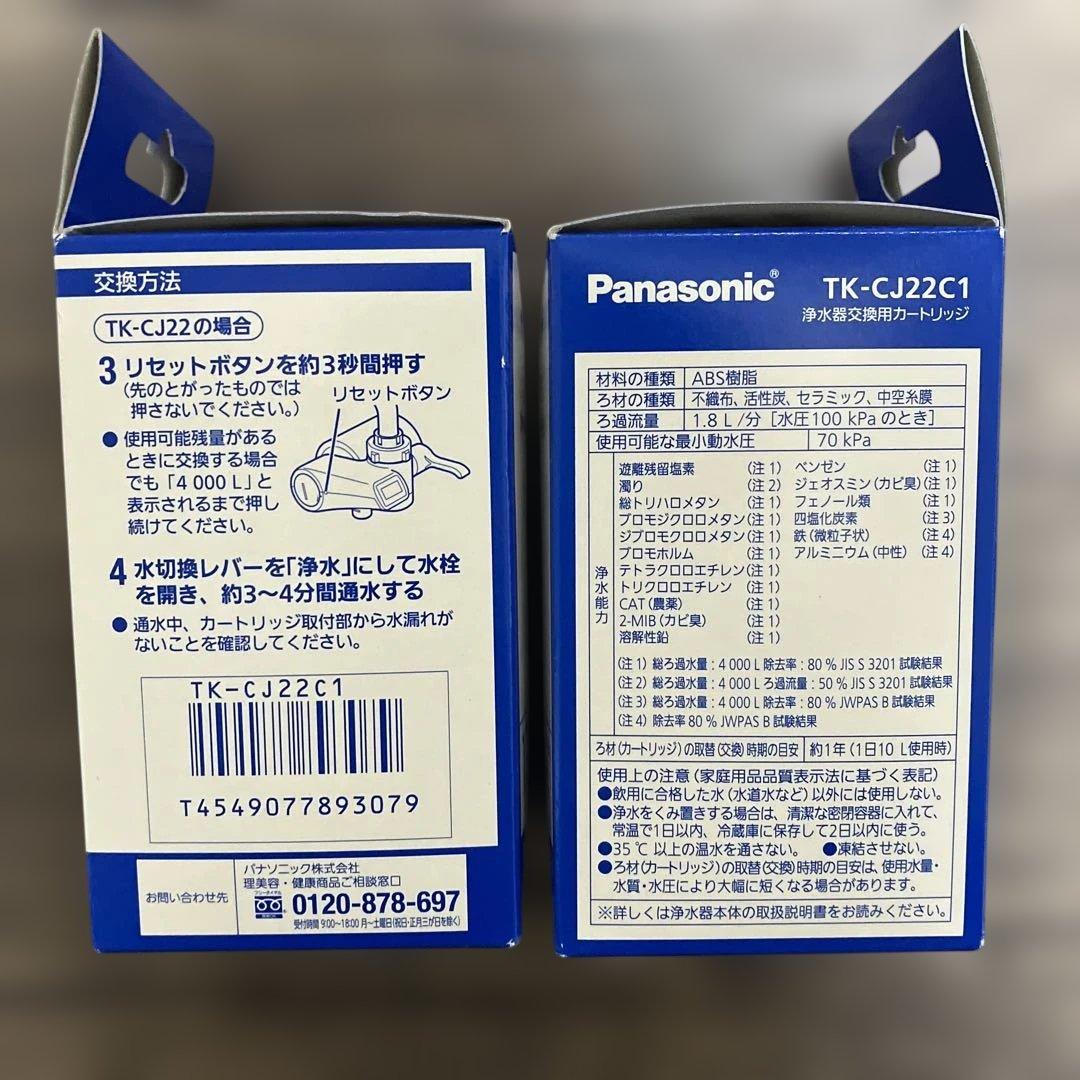 交換方法
TK-CJ22の場合
3 リセットボタンを約3秒間押す
(先のとがったものでは
押さないでください。)
リセットボタン
●使用可能残量がある
ときに交換する場合
でも「4 000 L」と
表示されるまで押し
続けてください。
4 水切換レバーを「浄水」にして水栓
を開き、約3〜4分間通水する
●通水中、カートリッジ取付部から水漏れが
ないことを確認してください。
TK-CJ22C1
T4549077893079
お問い合わせ先
パナソニック株式会社
理美容・健康商品ご相談窓口
フリーダイヤル
0120-878-697
受付時間 9:00〜18:00 月〜土曜日(祝日・正月三が日を除く)
Panasonic® TK-CJ22C1
浄水器交換用カートリッジ
材料の種類 ABS樹脂
ろ材の種類 不織布、活性炭、セラミック、中空糸膜
ろ過流量 1.8 L /分 [水圧100 kPa のとき]
使用可能な最小動水圧 70 kPa
浄水能力
遊離残留塩素 (注 1) ベンゼン (注 1)
濁り (注 2) ジェオスミン(カビ臭)(注 1)
総トリハロメタン (注 1) フェノール類 (注 1)
ブロモジクロロメタン(注 1) 四塩化炭素 (注 3)
ジブロモクロロメタン(注 1) 鉄(微粒子状) (注 4)
ブロモホルム (注 1) アルミニウム(中性) (注 4)
テトラクロロエチレン(注 1)
トリクロロエチレン (注 1)
CAT(農薬) (注 1)
2-MIB(カビ臭) (注 1)
溶解性鉛 (注 1)
(注 1) 総ろ過水量:4 000 L 除去率:80 % JIS S 3201 試験結果
(注 2) 総ろ過水量:4 000 L ろ過流量:50 % JIS S 3201 試験結果
(注 3) 総ろ過水量:4 000 L 除去率:80 % JWPAS B 試験結果
(注 4) 除去率 80 % JWPAS B 試験結果
ろ材(カートリッジ)の取替(交換)時期の目安 約1年(1日10 L使用時)
使用上の注意(家庭用品品質表示法に基づく表記)
●飲用に合格した水(水道水など)以外には使用しない。
●浄水をくみ置きする場合は、清潔な密閉容器に入れて、
常温で1日以内、冷蔵庫に保存して2日以内に使う。
●35 ℃ 以上の温水を通さない。 ●凍結させない。
●ろ材(カートリッジ)の取替(交換)時期の目安は、使用水量・
水質・水圧により大幅に短くなる場合があります。
※詳しくは浄水器本体の取扱説明書をお読みください。